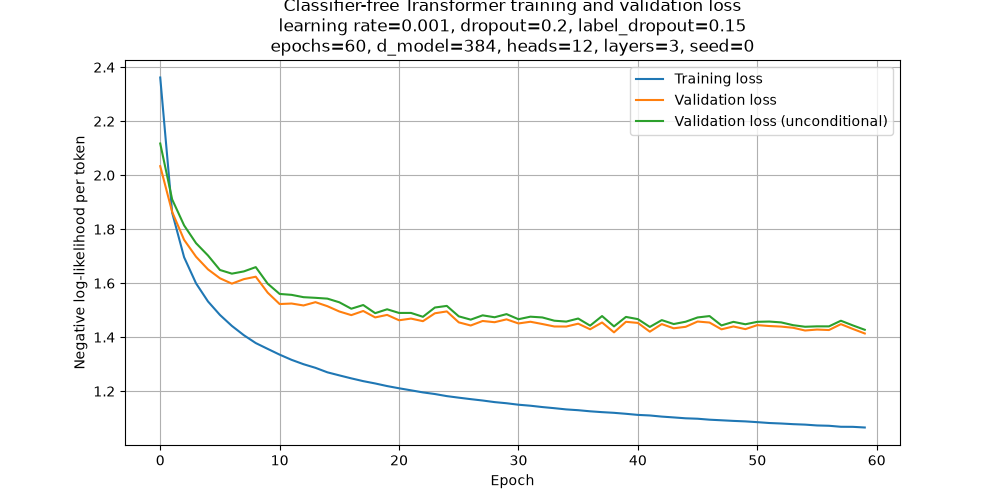 Classifier-free Transformer training and validation loss
learning rate=0.001, dropout=0.2, label_dropout=0.15
epochs=60, d_model=384, heads=12, layers=3, seed=0
Training loss
Validation loss
Validation loss (unconditional)
Negative log-likelihood per token
2.4
2.2
2.0
1.8
1.6
1.4
1.2
0
10
20
30
40
50
60
Epoch